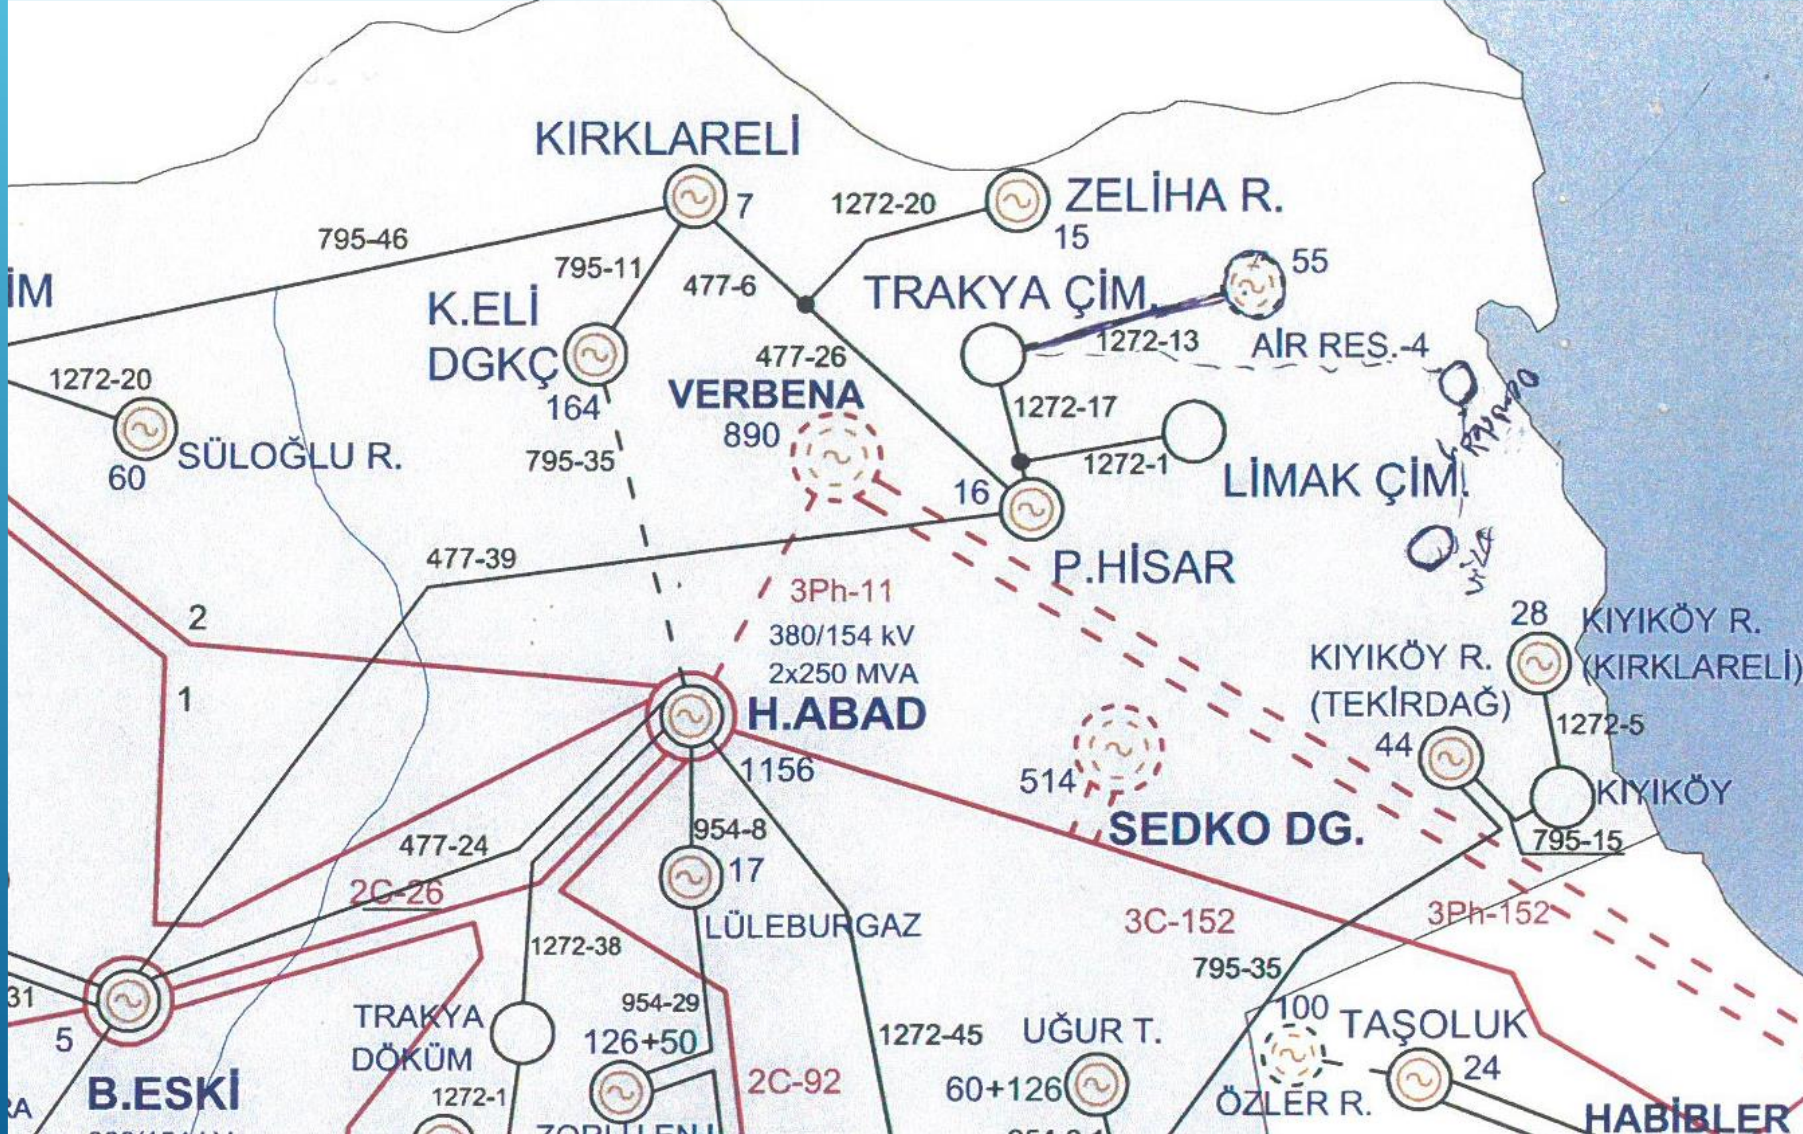 KIRKLARELİ
7
1272-20
ZELİHA R.
15
795-46
795-11
477-6
55
İM
K.ELİ
DGKÇ
164
TRAKYA ÇİM.
1272-13
AİR RES.-4
477-26
1272-20
SÜLOĞLU R.
60
VERBENA
890
795-35
1272-17
1272-1
LİMAK ÇİM.
16
P.HİSAR
477-39
3Ph-11
380/154 kV
2x250 MVA
2
1
H.ABAD
1156
28
KIYIKÖY R.
(KIRKLARELİ)
KIYIKÖY R.
(TEKİRDAĞ)
44
1272-5
KIYIKÖY
795-15
514
SEDKO DG.
477-24
954-8
17
LÜLEBURGAZ
2C-26
3C-152
3Ph-152
1272-38
795-35
31
5
B.ESKİ
TRAKYA
DÖKÜM
954-29
126+50
1272-45
UĞUR T.
60+126
100
TAŞOLUK
24
ÖZLER R.
2C-92
1272-1
HABİBLER
RA